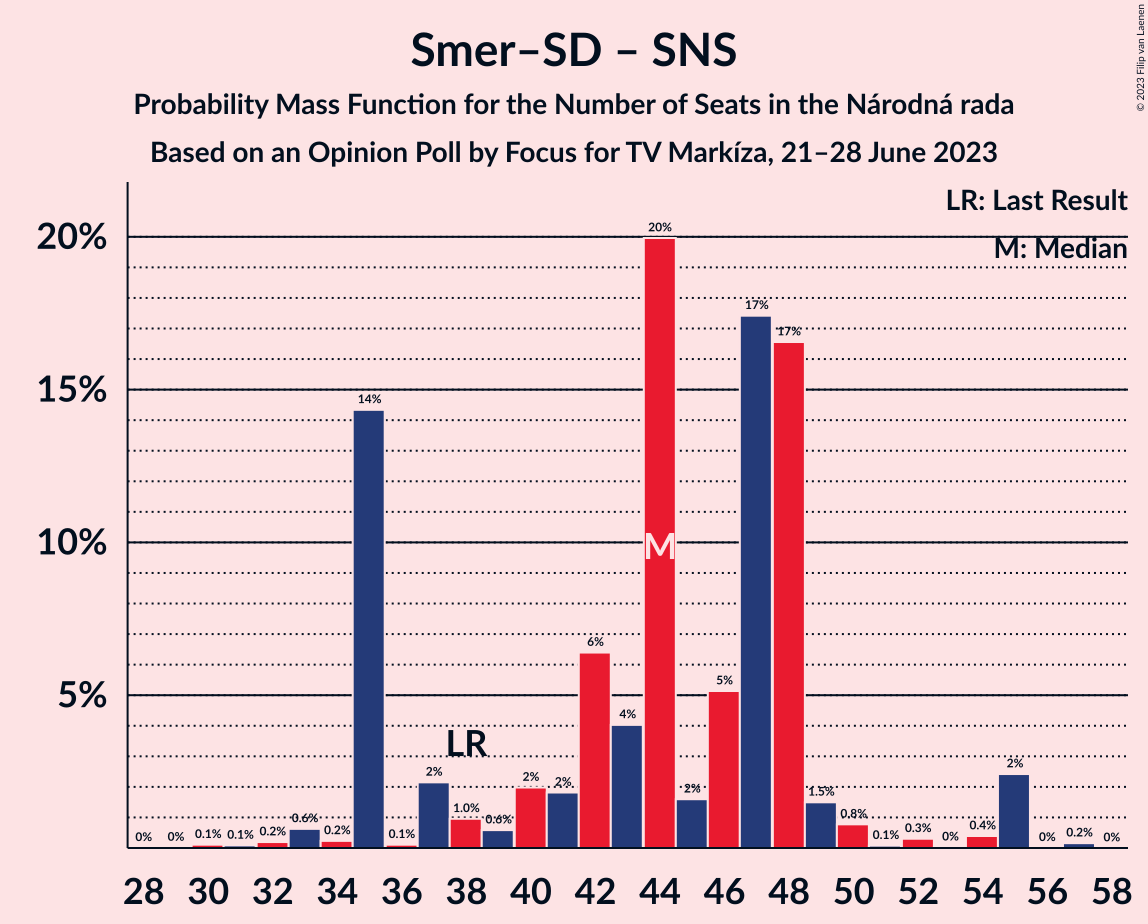 Smer–SD – SNS
Probability Mass Function for the Number of Seats in the Národná rada
Based on an Opinion Poll by Focus for TV Markíza, 21–28 June 2023
© 2023 Filip van Laenen
LR: Last Result
M: Median
20%
15%
10%
5%
0% 0% 0.1% 0.1% 0.2% 0.6% 0.2% 14% 0.1% 2% 1.0% 0.6% 2% 2% 6% 4% 20% 2% 5% 17% 17% 1.5% 0.8% 0.1% 0.3% 0% 0.4% 2% 0% 0.2% 0%
LR
M
28 30 32 34 36 38 40 42 44 46 48 50 52 54 56 58